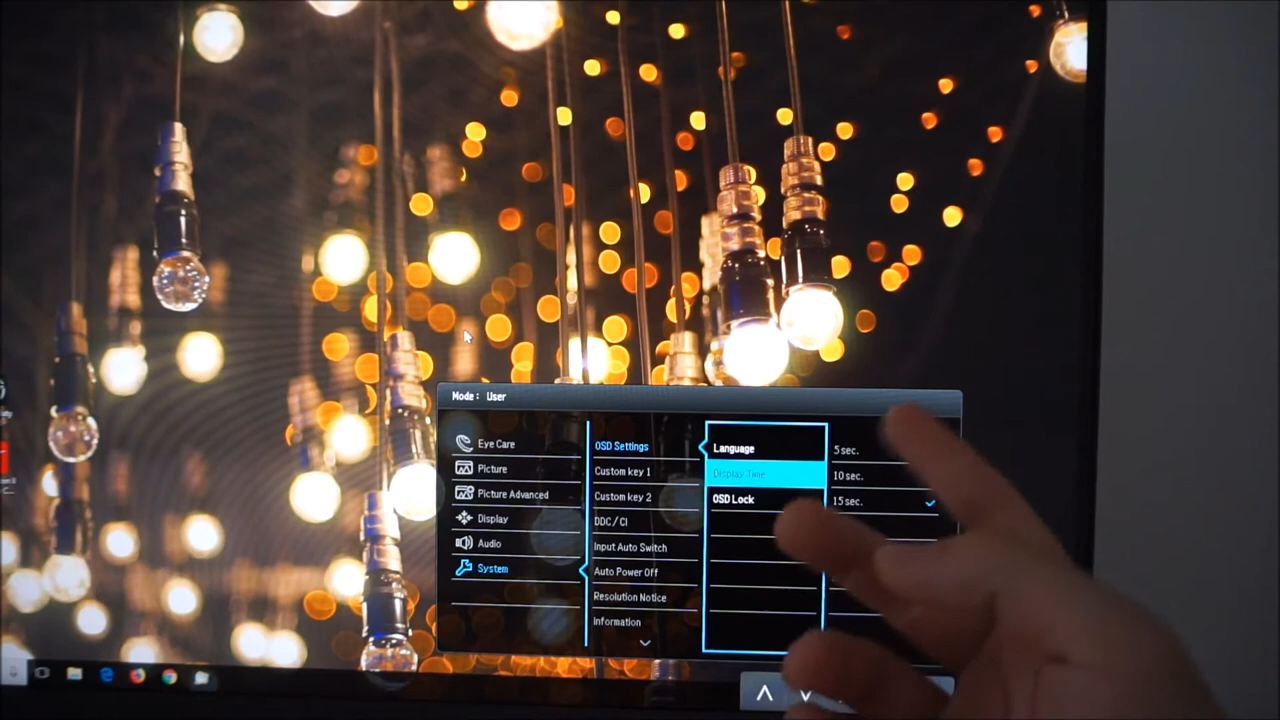 Mode: User
Eye Care
Picture
Picture Advanced
Display
Audio
System
OSD Settings
Custom key 1
Custom key 2
DDC/CI
Input Auto Switch
Auto Power Off
Resolution Notice
Information
Language
Display Time
OSD Lock
5 sec.
10 sec.
15 sec.